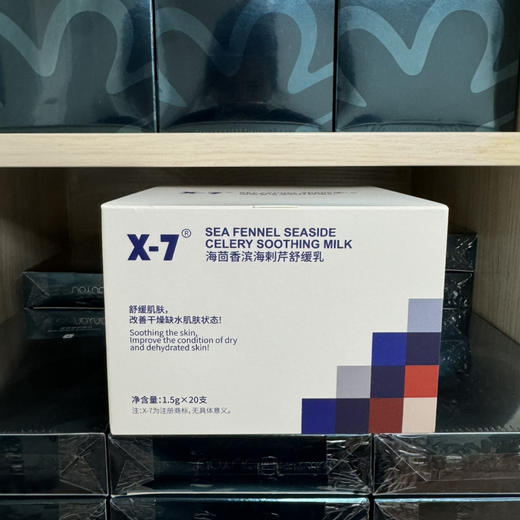 X-7®
SEA FENNEL SEASIDE
CELERY SOOTHING MILK
海茴香滨海刺芹舒缓乳
舒缓肌肤，
改善干燥缺水肌肤状态！
Soothing the skin,
Improve the condition of dry
and dehydrated skin!
净含量：1.5g×20支
注：X-7为注册商标，无具体意义。